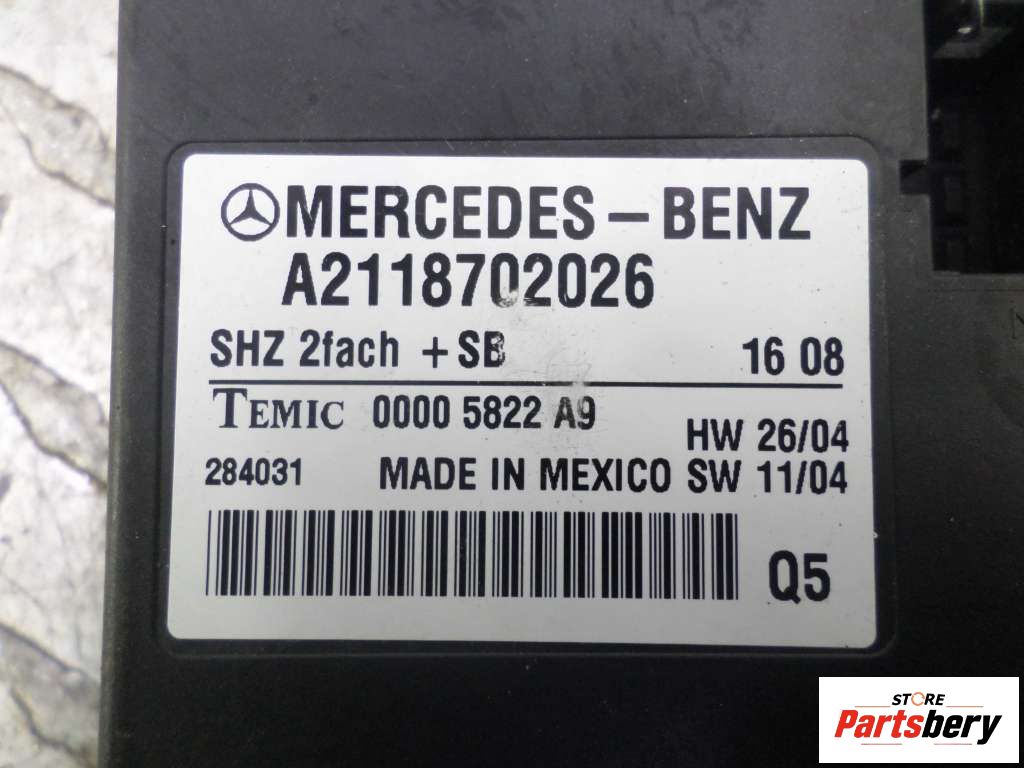 MERCEDES-BENZ
A2118702026
SHZ 2fach + SB 16 08
TEMIC 0000 5822 A9
HW 26/04
284031 MADE IN MEXICO SW 11/04
Q5
STORE
Partsbery